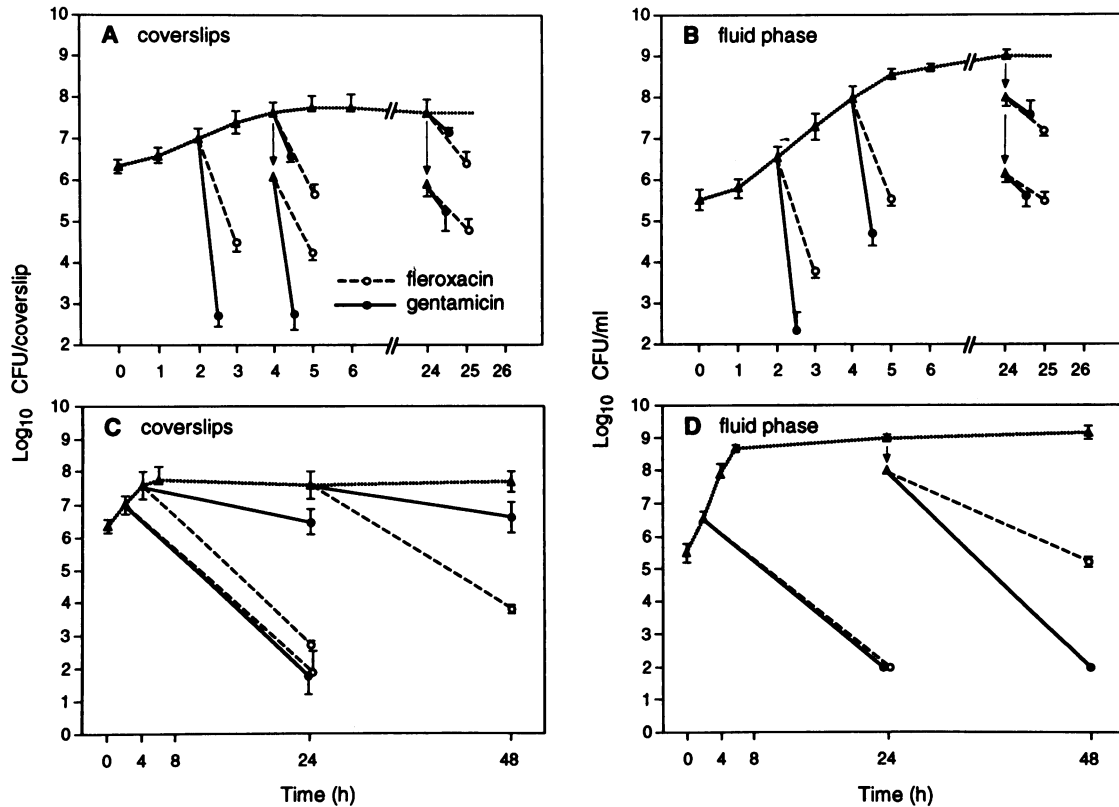 A coverslips
10
9
8
7
6
5
4
3
2
0 1 2 3 4 5 6 24 25 26
fleroxacin
gentamicin
B fluid phase
10
9
8
7
6
5
4
3
2
0 1 2 3 4 5 6 24 25 26
Log10 CFU/coverslip
Log10 CFU/ml
C coverslips
10
9
8
7
6
5
4
3
2
1
0
0 4 8 24 48
Time (h)
D fluid phase
10
9
8
7
6
5
4
3
2
1
0
0 4 8 24 48
Time (h)